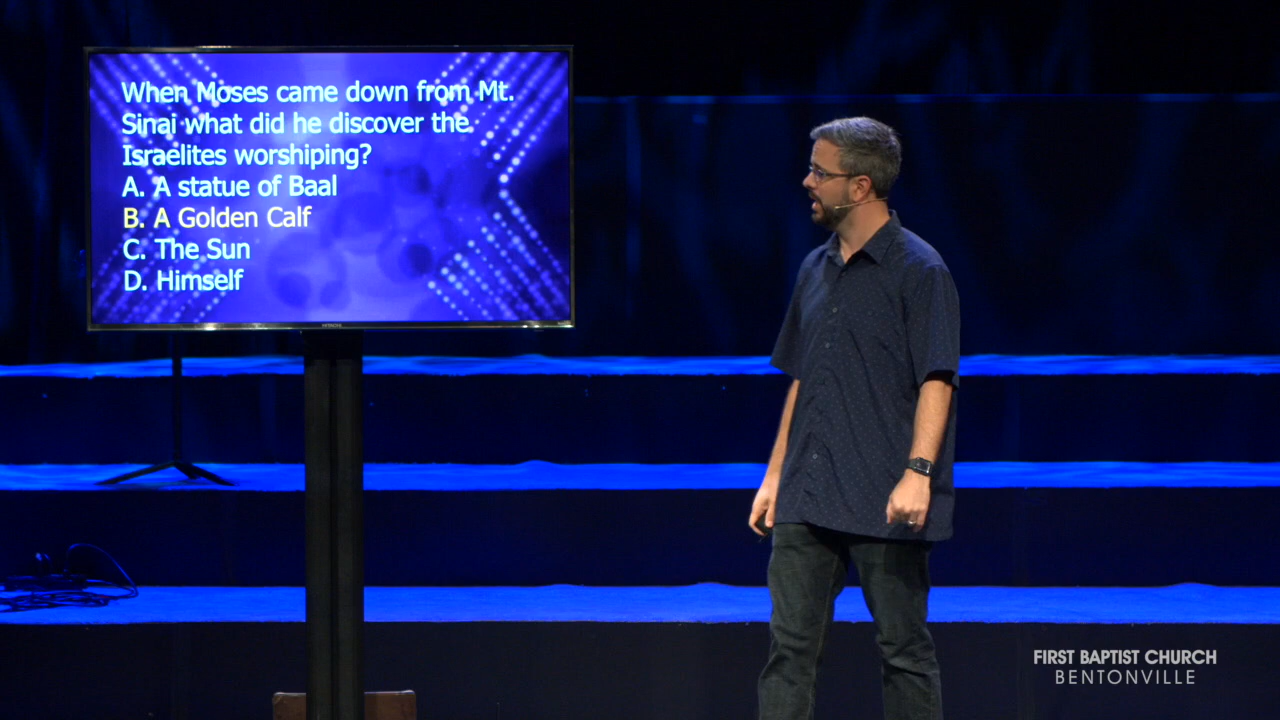 When Moses came down from Mt.
Sinai what did he discover the
Israelites worshiping?
A. A statue of Baal
B. A Golden Calf
C. The Sun
D. Himself
HITACHI
FIRST BAPTIST CHURCH
BENTONVILLE